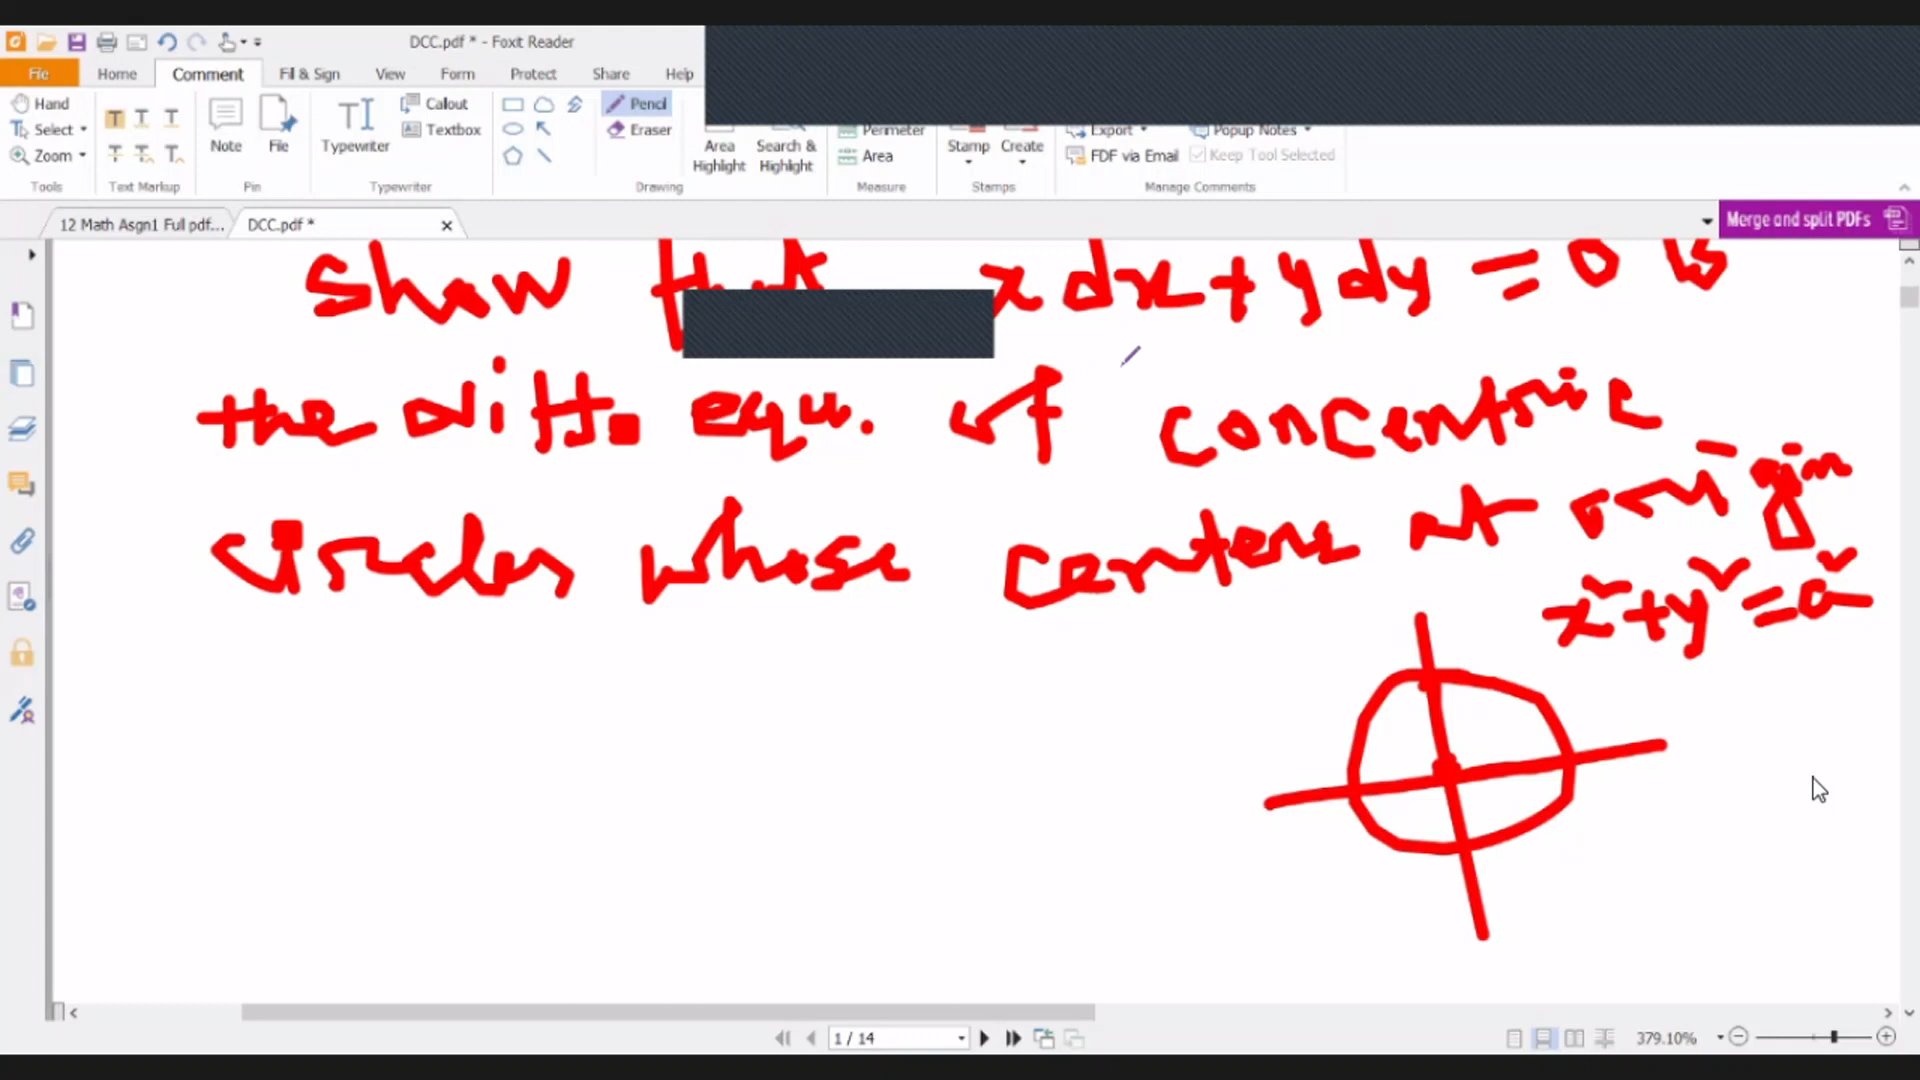 DCC.pdf * - Foxit Reader
File Home Comment Fill & Sign View Form Protect Share Help
Hand
Select
Zoom
Tools
Text Markup
Note
File
Pin
Typewriter
Callout
Textbox
Typewriter
Pencil
Eraser
Area Highlight
Search & Highlight
Drawing
Perimeter
Area
Measure
Stamp
Create
Stamps
Export
Popup Notes
FDF via Email
Keep Tool Selected
Manage Comments
12 Math Asgn1 Full pdf...
DCC.pdf *
Merge and split PDFs
Show that x dx + y dy = 0 is
the diff. equ. of concentric
circles whose centers at origin
x² + y² = a²
1 / 14
379.10%